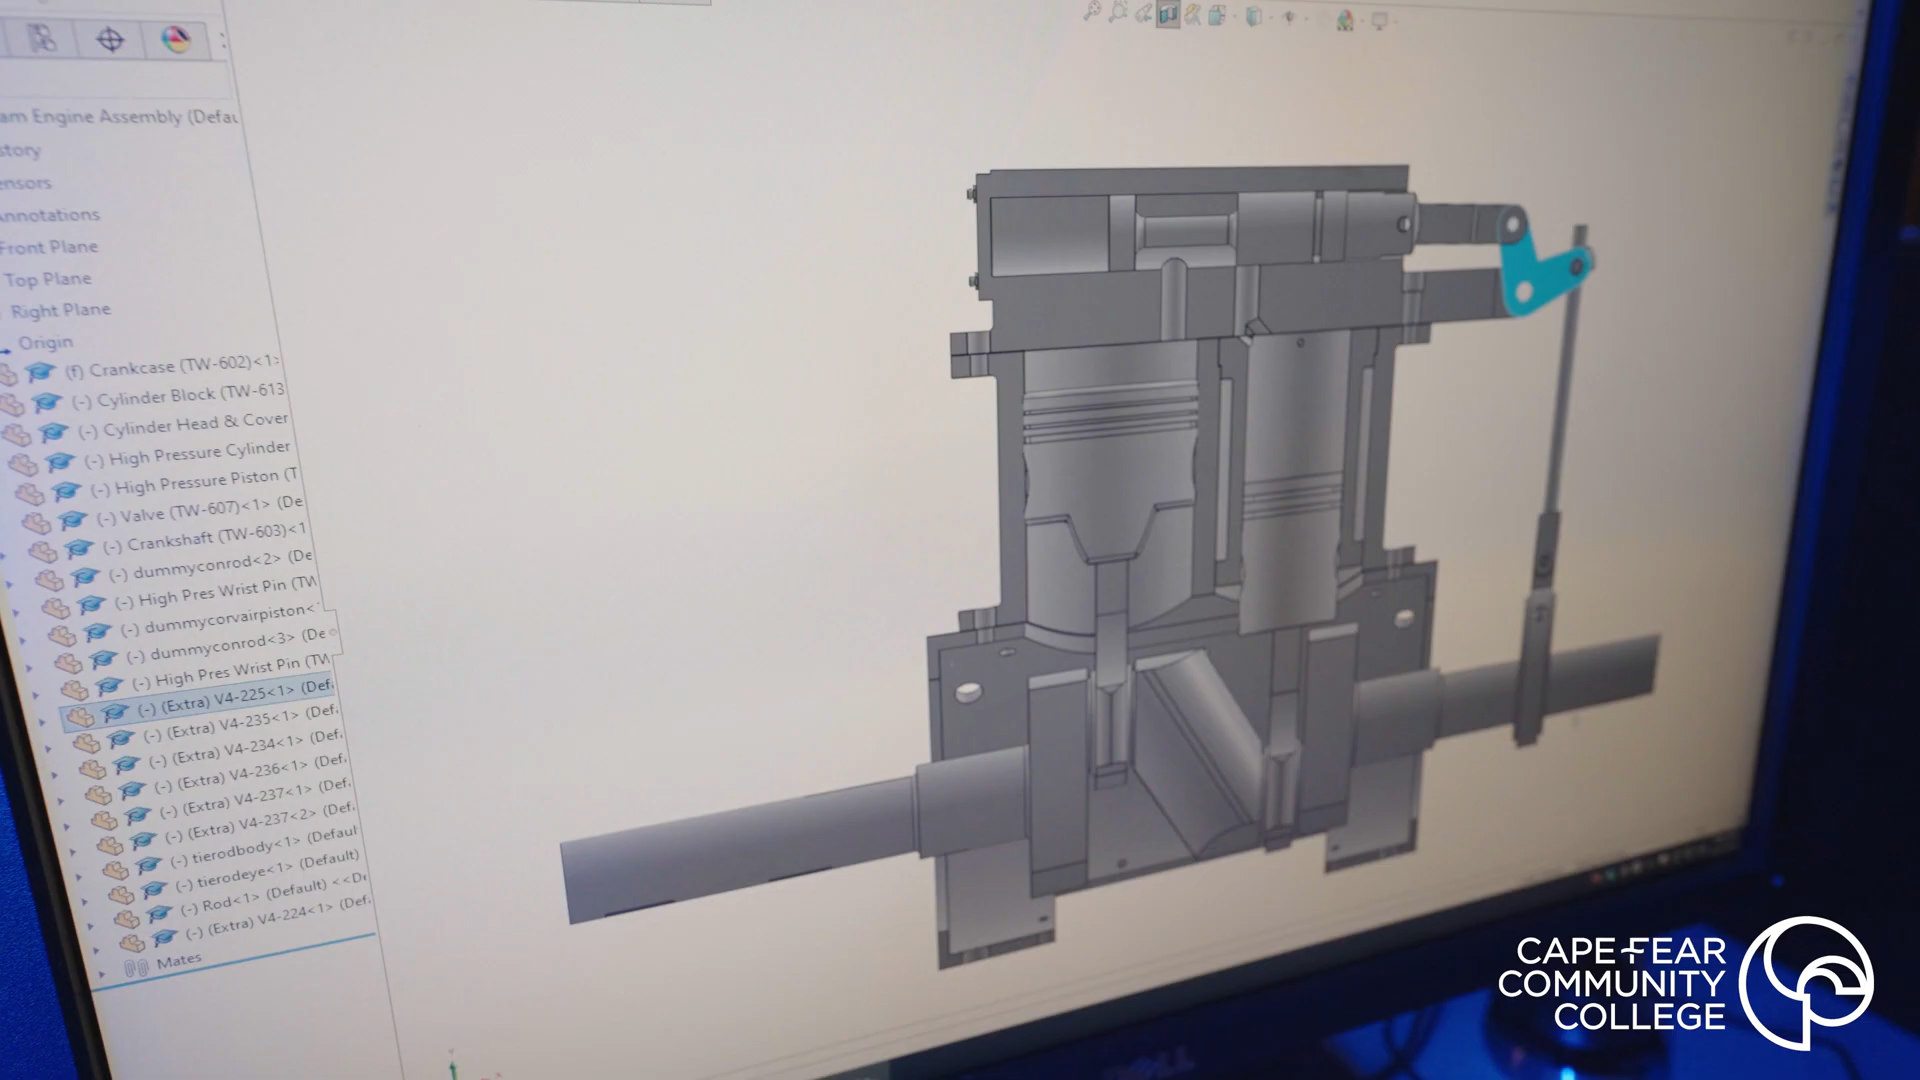 am Engine Assembly (Defau
story
ensors
Annotations
Front Plane
Top Plane
Right Plane
Origin
(f) Crankcase (TW-602)<1>
(-) Cylinder Block (TW-613
(-) Cylinder Head & Cover
(-) High Pressure Cylinder
(-) High Pressure Piston (T
(-) Valve (TW-607)<1> (De
(-) Crankshaft (TW-603)<1
(-) dummyconrod<2> (De
(-) High Pres Wrist Pin (TW
(-) dummycorvairpiston<
(-) dummyconrod<3> (De
(-) High Pres Wrist Pin (TW
(-) (Extra) V4-225<1> (Def.
(-) (Extra) V4-235<1> (Def.
(-) (Extra) V4-234<1> (Def.
(-) (Extra) V4-236<1> (Def.
(-) (Extra) V4-237<1> (Def.
(-) (Extra) V4-237<2> (Def.
(-) tierodbody<1> (Defaul
(-) tierodeye<1> (Default)
(-) Rod<1> (Default) <<De
(-) (Extra) V4-224<1> (Def.
Mates
DELL
CAPE FEAR
COMMUNITY
COLLEGE